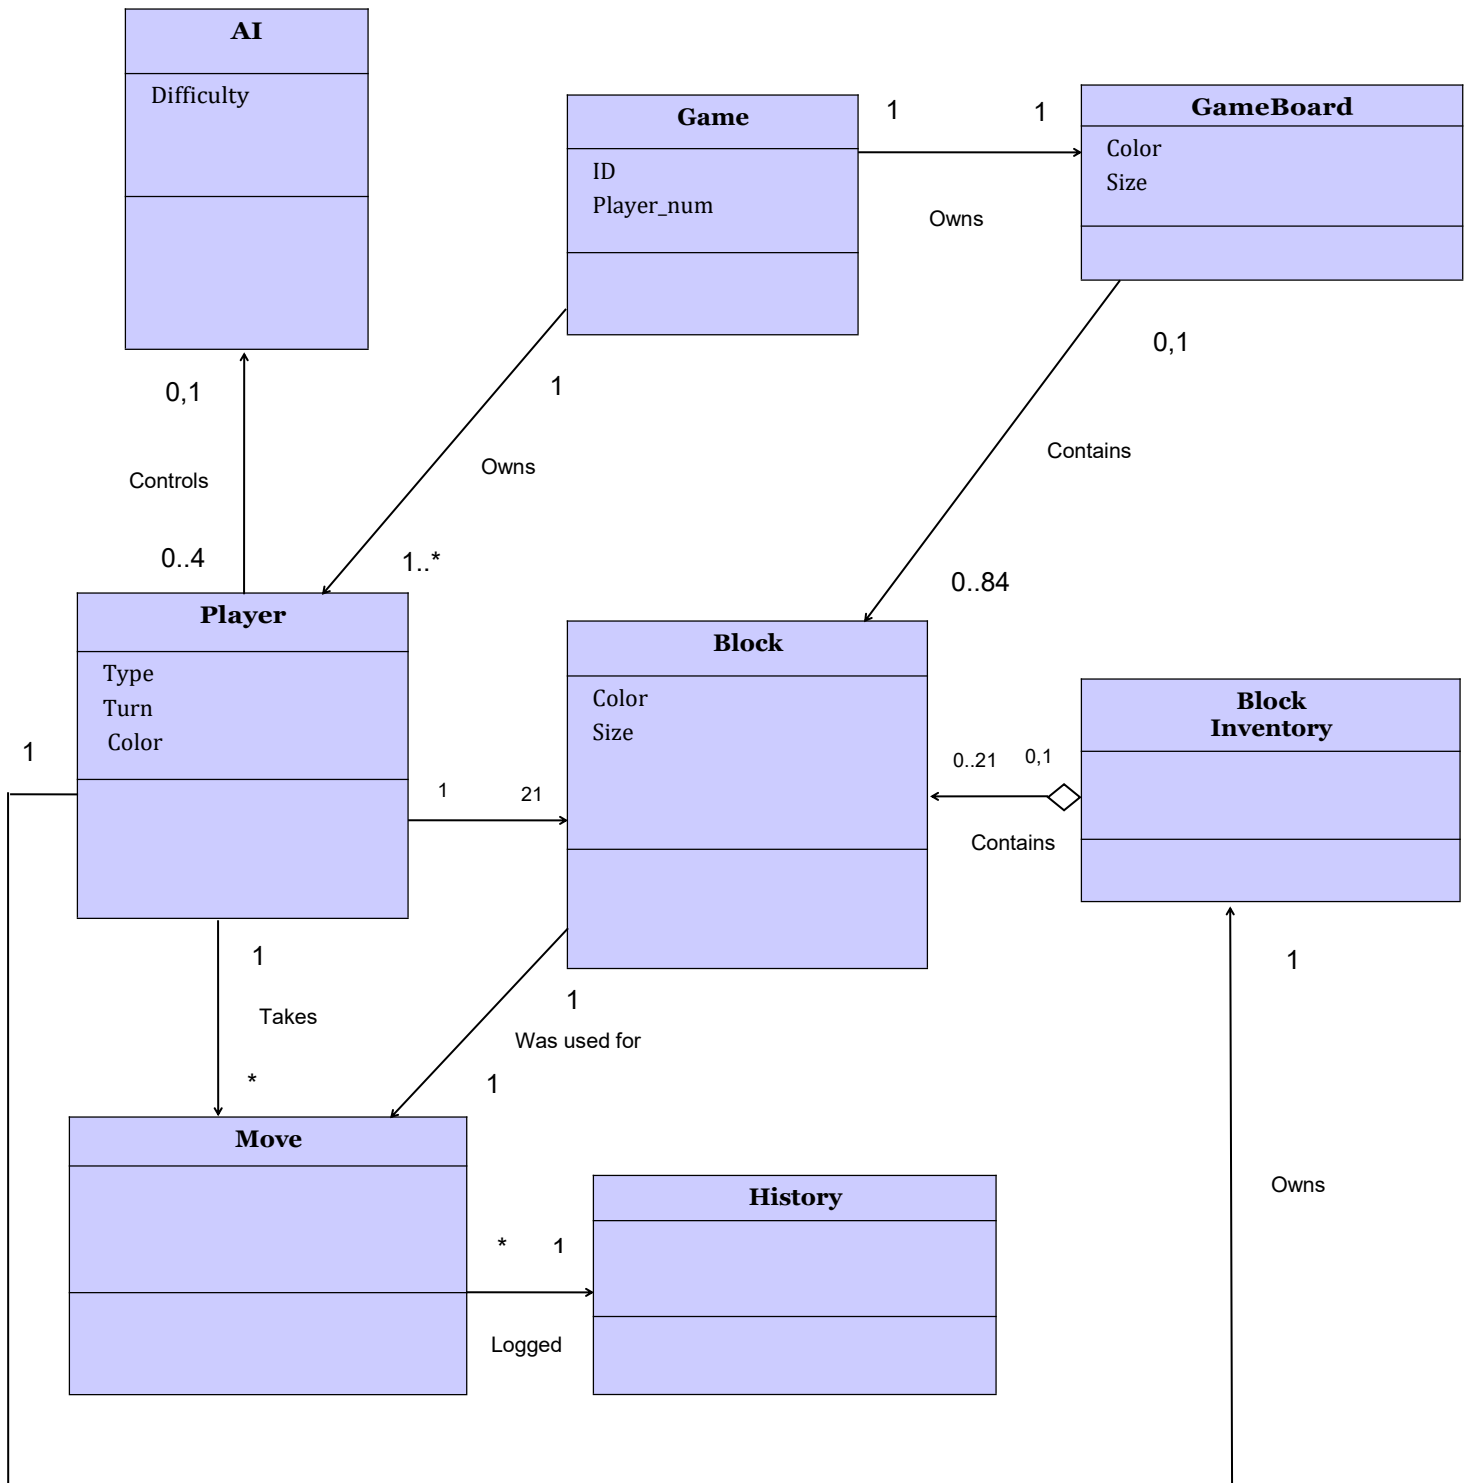 AI
Difficulty
Game
ID
Player_num
1
1
Owns
GameBoard
Color
Size
0,1
Controls
0..4
1
Owns
1..*
0,1
Contains
0..84
Player
Type
Turn
Color
1
1
21
Block
Color
Size
0..21
0,1
Contains
Block
Inventory
1
Takes
*
1
Was used for
1
1
Owns
Move
*
1
Logged
History